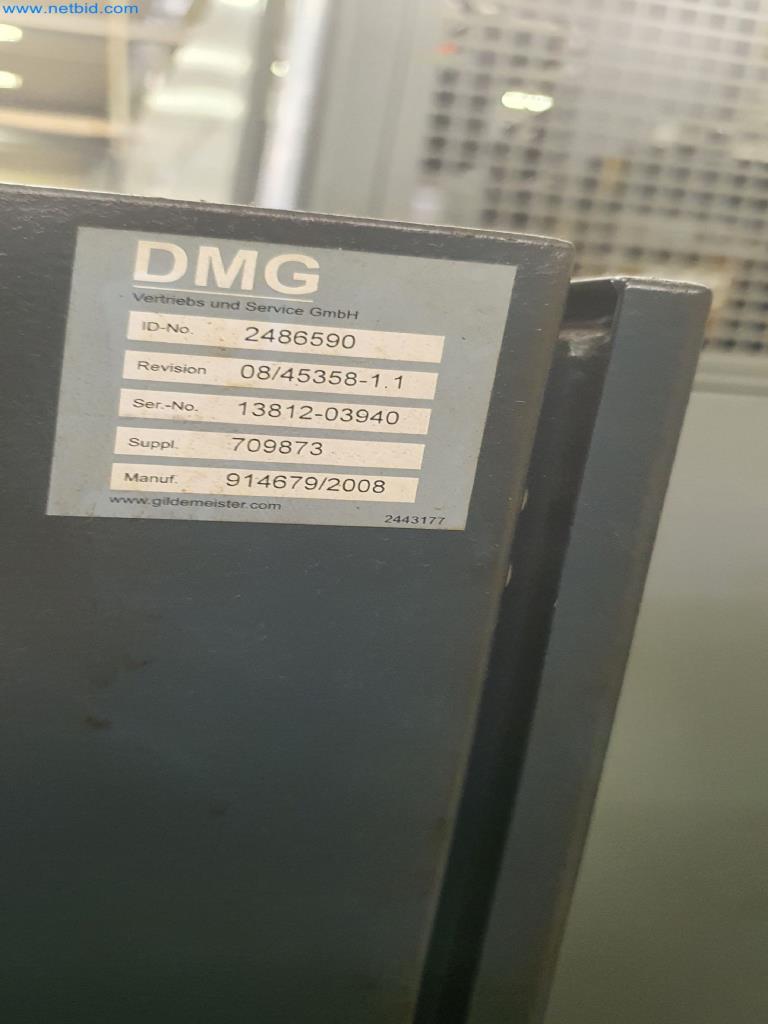 www.netbid.com
DMG
Vertriebs und Service GmbH
ID-No. 2486590
Revision 08/45358-1.1
Ser.-No. 13812-03940
Suppl. 709873
Manuf. 914679/2008
www.gildemeister.com
2443177